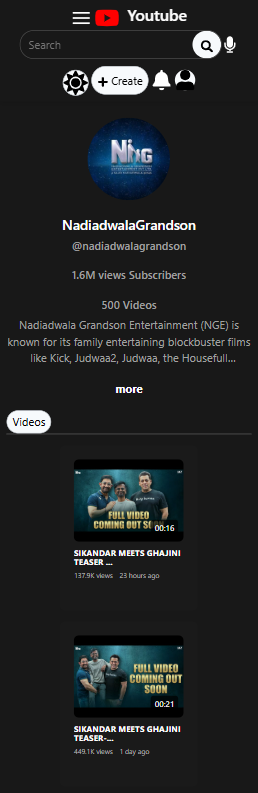 Youtube
Search
+ Create
NING
NadiadwalaGrandson
@nadiadwalagrandson
1.6M views Subscribers
500 Videos
Nadiadwala Grandson Entertainment (NGE) is
known for its family entertaining blockbuster films
like Kick, Judwaa2, Judwaa, the Housefull...
more
Videos
FULL VIDEO
COMING OUT SOON
00:16
SIKANDAR MEETS GHAJINI
TEASER ...
137.9K views 23 hours ago
FULL VIDEO
COMING OUT
SOON
00:21
SIKANDAR MEETS GHAJINI
TEASER-...
449.1K views 1 day ago